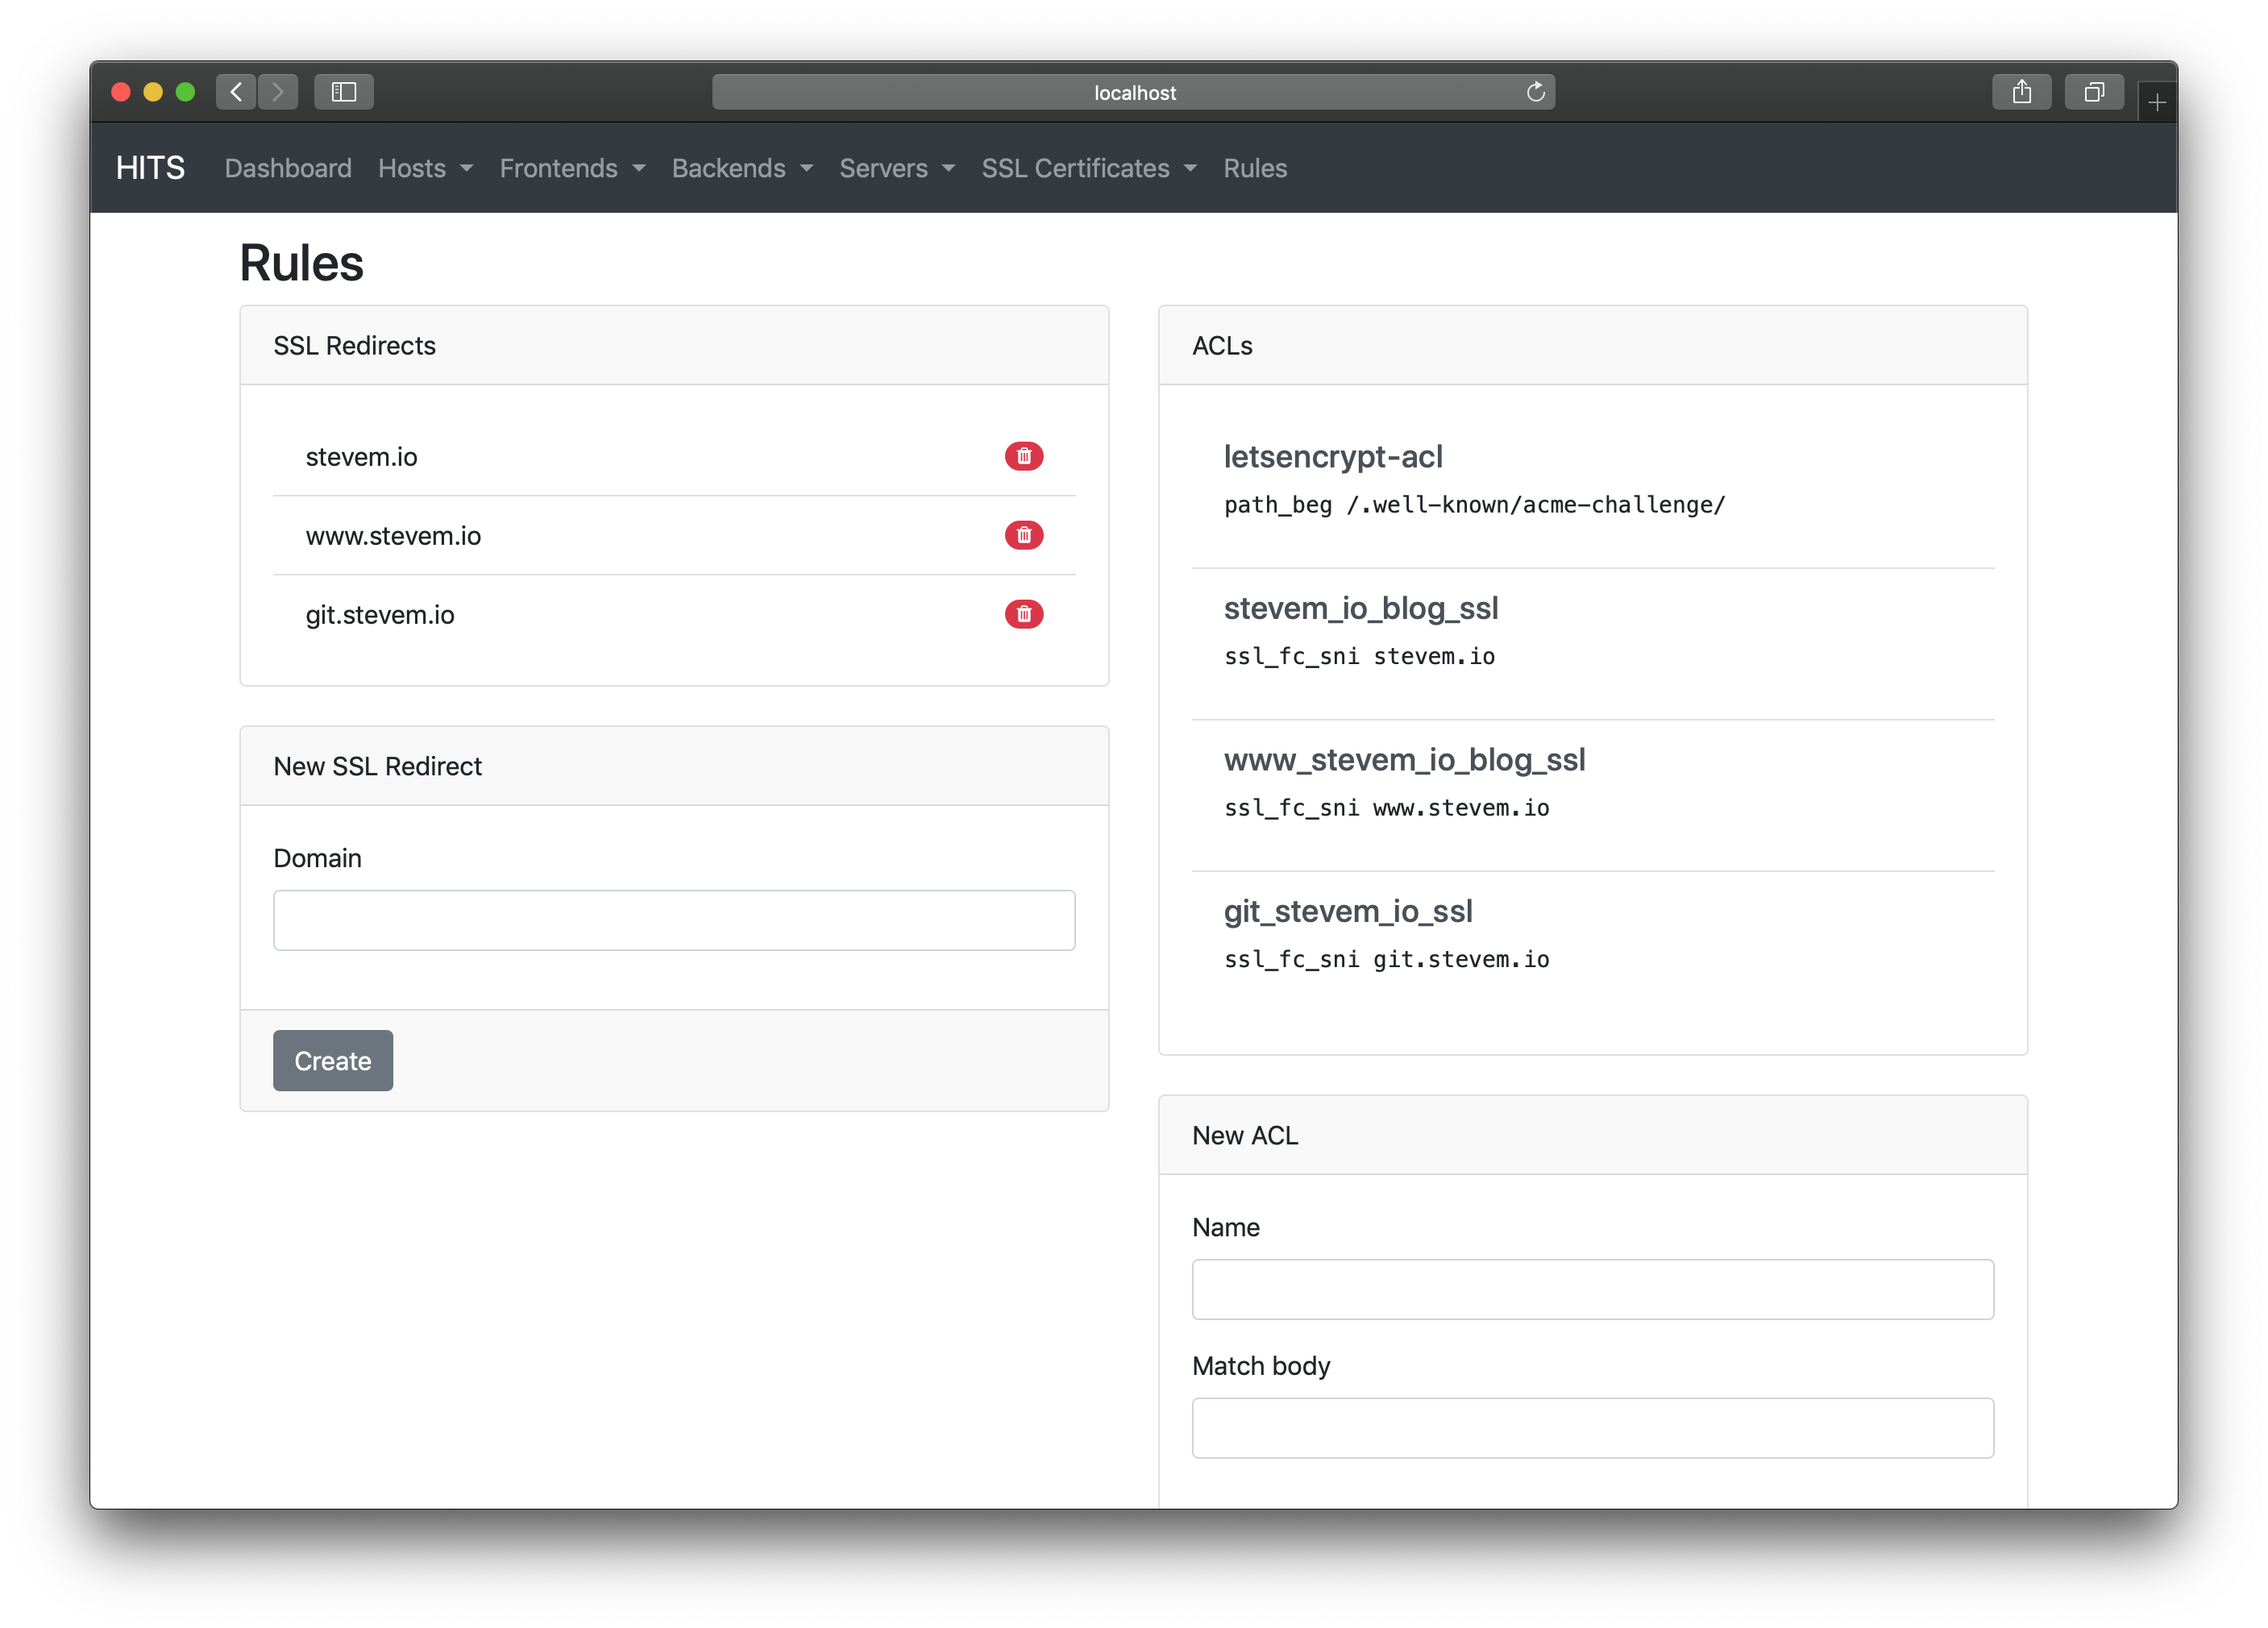 localhost
HITS Dashboard Hosts Frontends Backends Servers SSL Certificates Rules
Rules
SSL Redirects
stevem.io
www.stevem.io
git.stevem.io
New SSL Redirect
Domain
Create
ACLs
letsencrypt-acl
path_beg /.well-known/acme-challenge/
stevem_io_blog_ssl
ssl_fc_sni stevem.io
www_stevem_io_blog_ssl
ssl_fc_sni www.stevem.io
git_stevem_io_ssl
ssl_fc_sni git.stevem.io
New ACL
Name
Match body